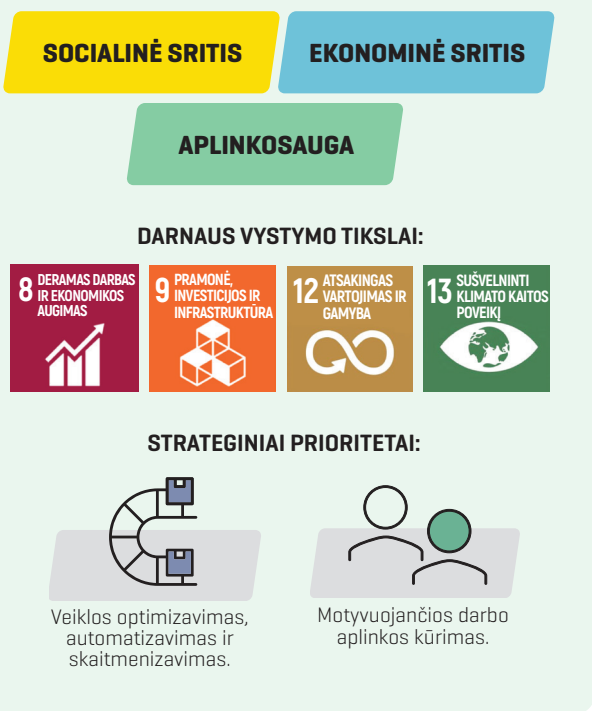 SOCIALINĖ SRITIS
EKONOMINĖ SRITIS
APLINKOSAUGA
DARNAUS VYSTYMO TIKSLAI:
8 DERAMAS DARBAS
IR EKONOMIKOS
AUGIMAS
9 PRAMONĖ,
INVESTICIJOS IR
INFRASTRUKTŪRA
12 ATSAKINGAS
VARTOJIMAS IR
GAMYBA
13 SUŠVELNINTI
KLIMATO KAITOS
POVEIKĮ
STRATEGINIAI PRIORITETAI:
Veiklos optimizavimas,
automatizavimas ir
skaitmenizavimas.
Motyvuojančios darbo
aplinkos kūrimas.